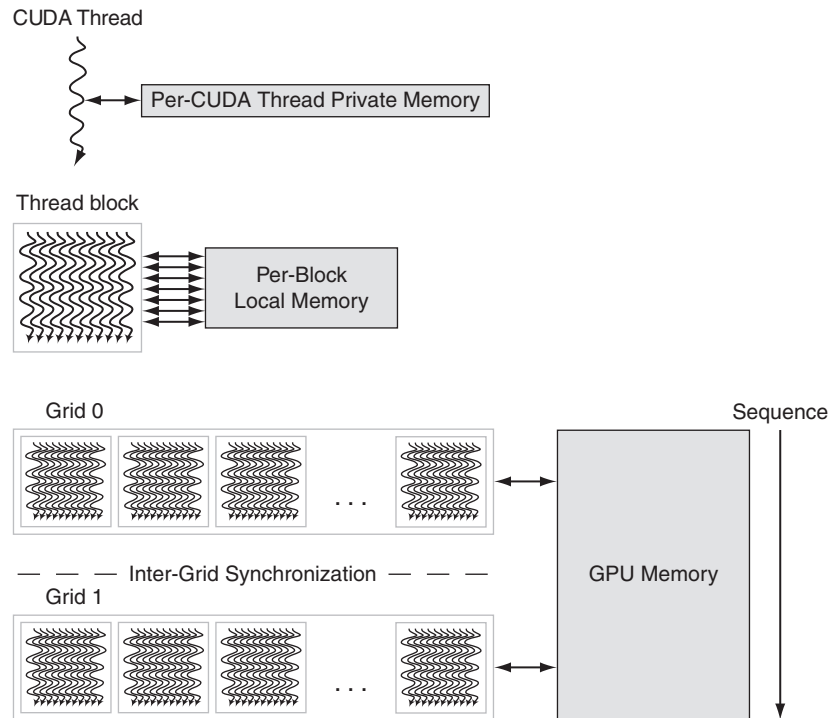 CUDA Thread
Per-CUDA Thread Private Memory
Thread block
Per-Block
Local Memory
Grid 0
Sequence
. . .
Inter-Grid Synchronization
GPU Memory
Grid 1
. . .